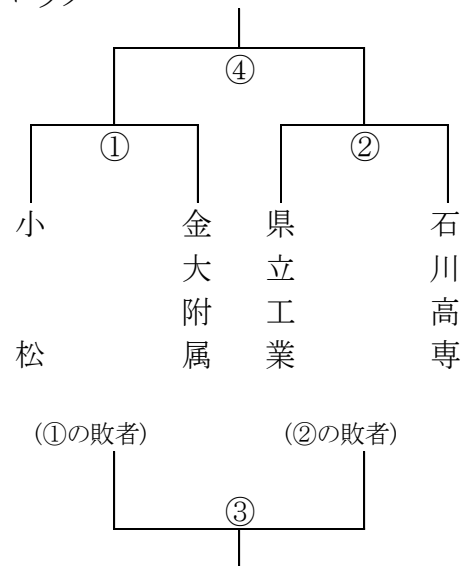 ④
① ②
小松 金大附属 県立工業 石川高専
(①の敗者) (②の敗者)
③